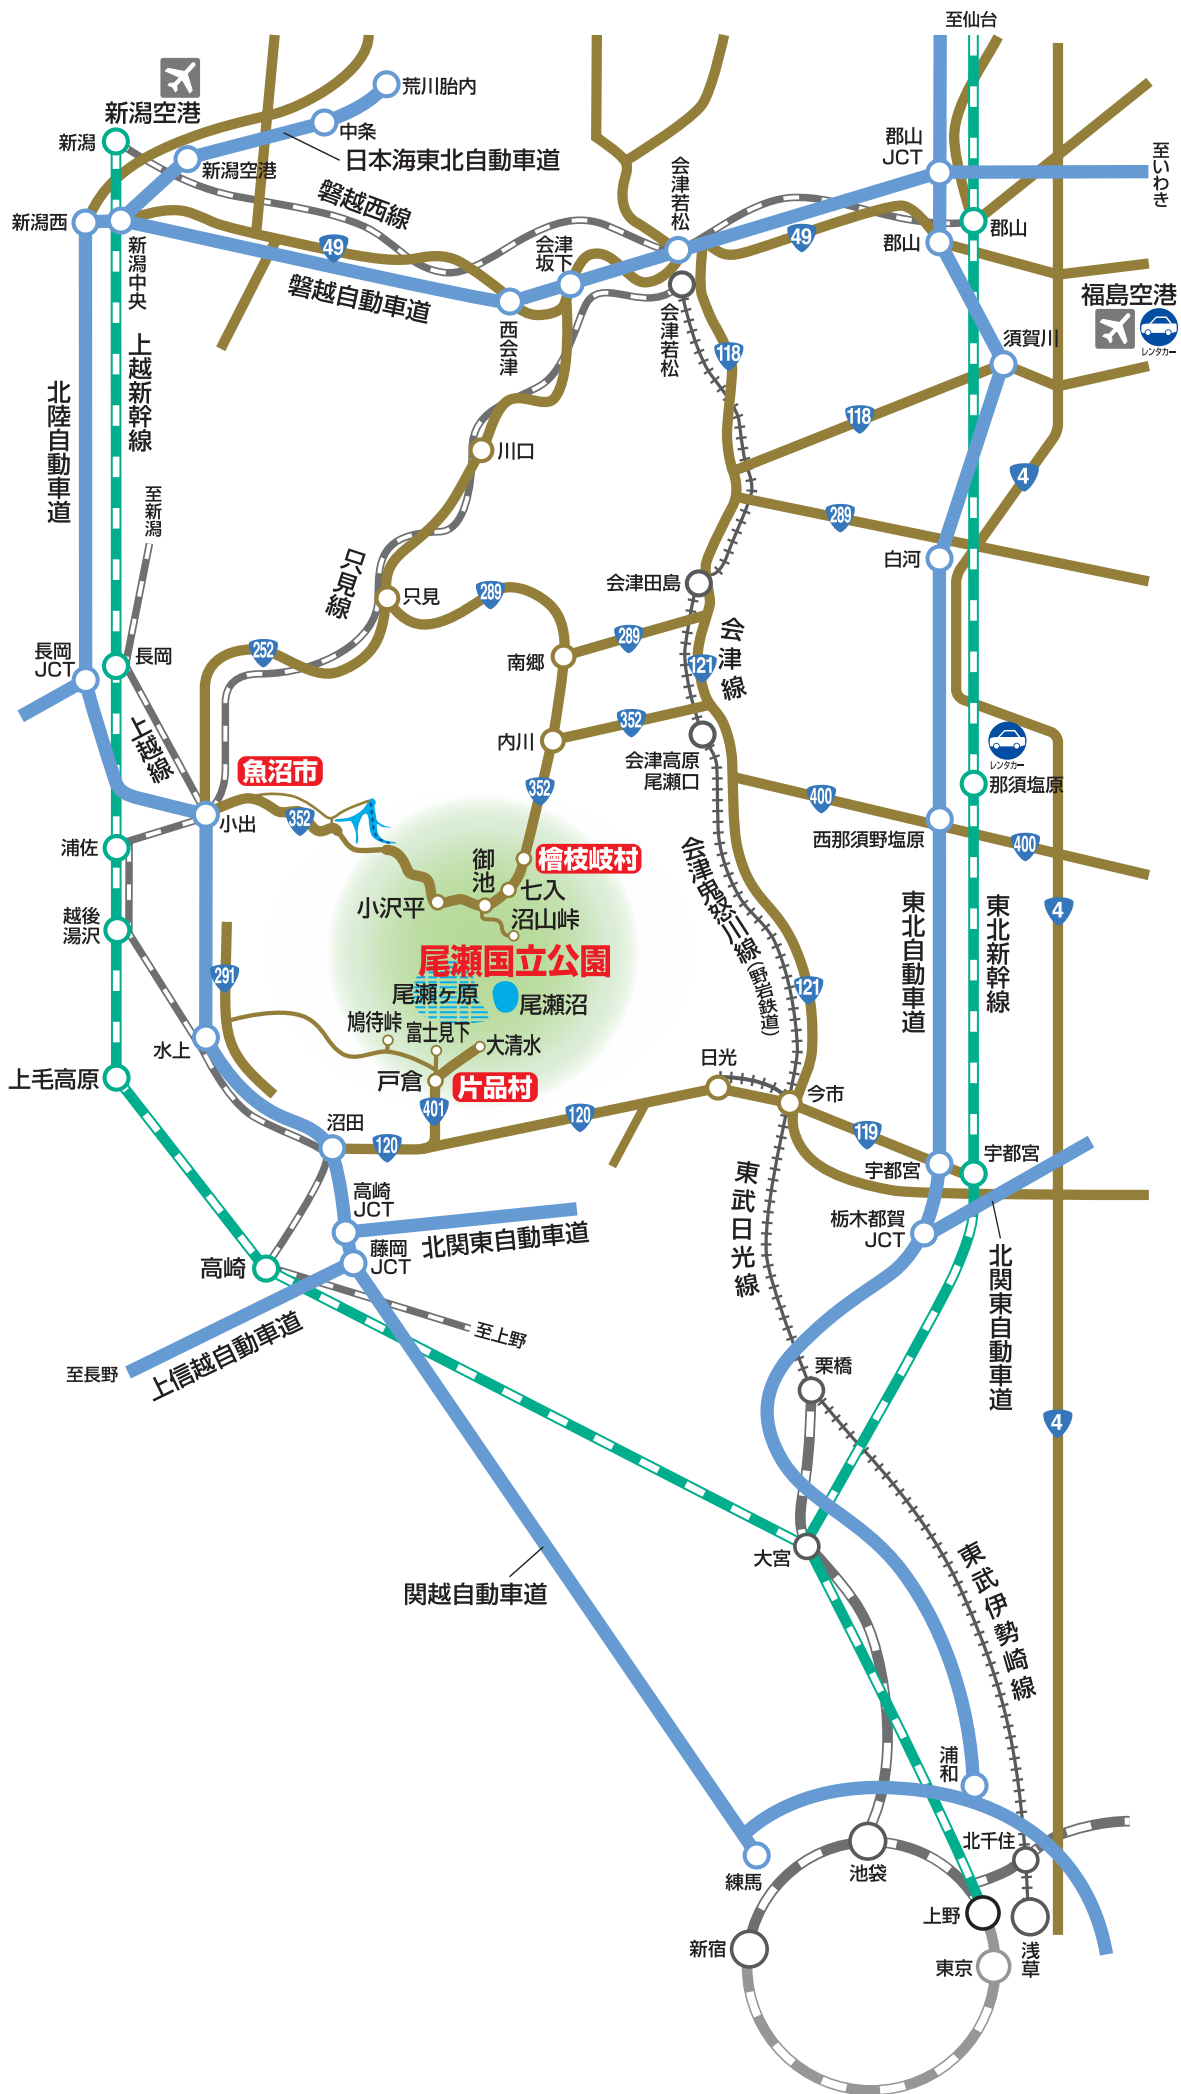 至仙台
荒川胎内
新潟空港
新潟
中条
日本海東北自動車道
新潟空港
磐越西線
会津若松
郡山
JCT
至いわき
新潟西
新潟中央
49
会津
坂下
49
郡山
郡山
磐越自動車道
西会津
会津若松
福島空港
レンタカー
須賀川
118
上越新幹線
北陸自動車道
118
川口
4
至新潟
289
白河
只見線
会津田島
只見
289
289
会津線
252
南郷
121
長岡
JCT
長岡
352
内川
会津高原
尾瀬口
上越線
レンタカー
魚沼市
那須塩原
352
400
352
小出
400
西那須野塩原
浦佐
檜枝岐村
御池
七入
会津鬼怒川線(野岩鉄道)
小沢平
沼山峠
越後
湯沢
東北自動車道
東北新幹線
4
尾瀬国立公園
291
121
尾瀬ヶ原
尾瀬沼
鳩待峠
富士見下
大清水
水上
日光
上毛高原
戸倉
片品村
今市
401
120
沼田
120
119
宇都宮
宇都宮
東武日光線
高崎
JCT
北関東自動車道
栃木都賀
JCT
藤岡
JCT
高崎
北関東自動車道
至上野
上信越自動車道
至長野
栗橋
4
大宮
関越自動車道
東武伊勢崎線
浦和
北千住
練馬
池袋
上野
新宿
浅草
東京